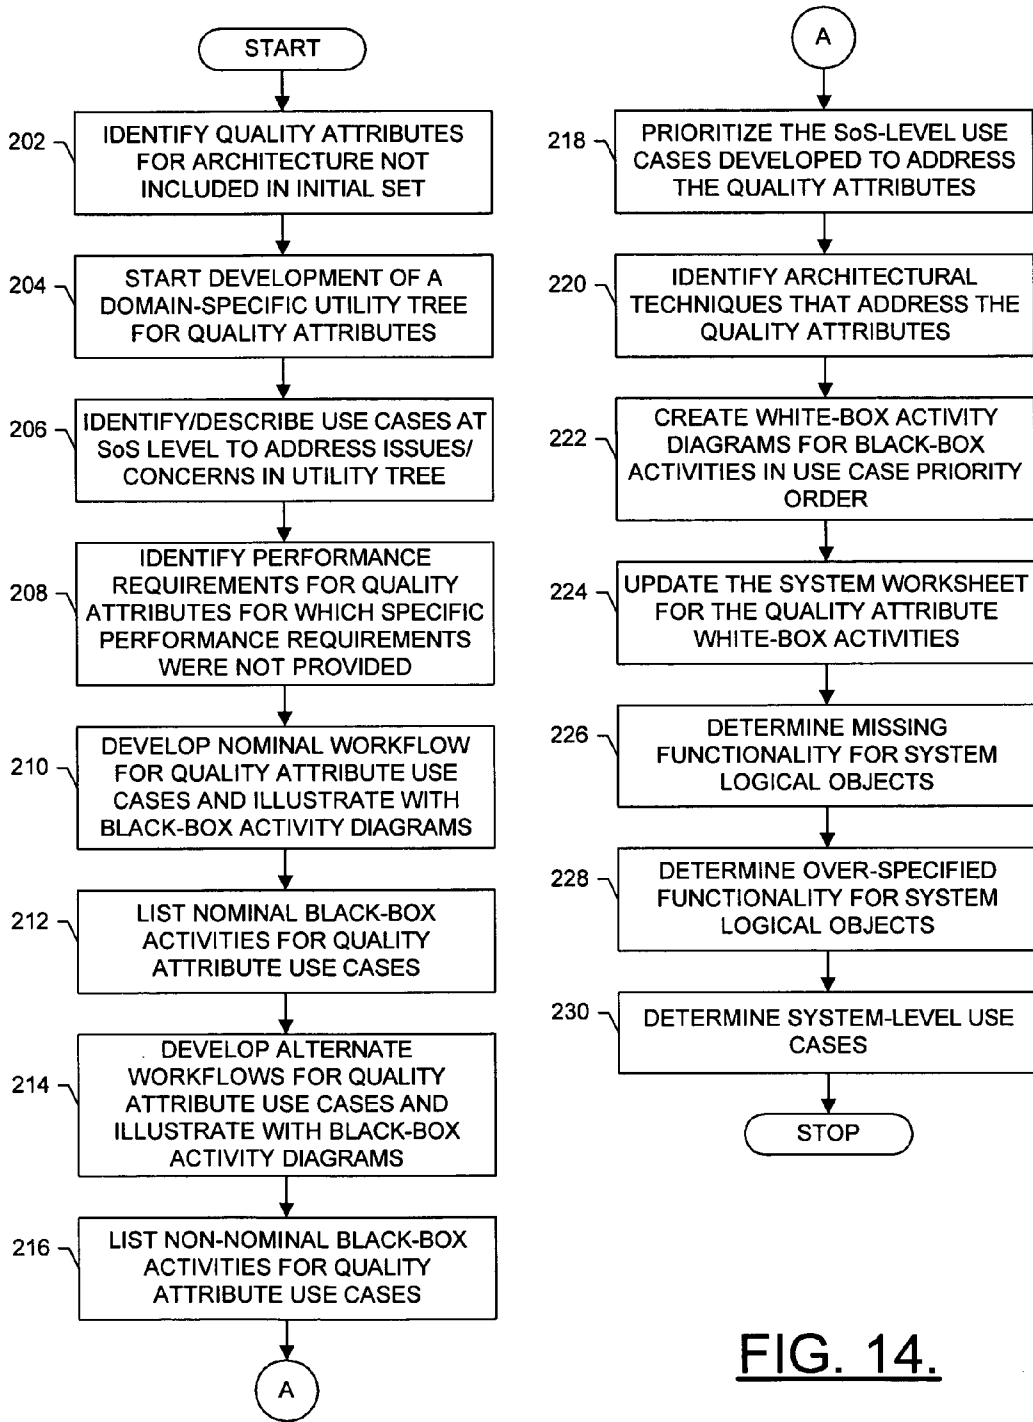 START
202
IDENTIFY QUALITY ATTRIBUTES
FOR ARCHITECTURE NOT
INCLUDED IN INITIAL SET
204
START DEVELOPMENT OF A
DOMAIN-SPECIFIC UTILITY TREE
FOR QUALITY ATTRIBUTES
206
IDENTIFY/DESCRIBE USE CASES AT
SoS LEVEL TO ADDRESS ISSUES/
CONCERNS IN UTILITY TREE
208
IDENTIFY PERFORMANCE
REQUIREMENTS FOR QUALITY
ATTRIBUTES FOR WHICH SPECIFIC
PERFORMANCE REQUIREMENTS
WERE NOT PROVIDED
210
DEVELOP NOMINAL WORKFLOW
FOR QUALITY ATTRIBUTE USE
CASES AND ILLUSTRATE WITH
BLACK-BOX ACTIVITY DIAGRAMS
212
LIST NOMINAL BLACK-BOX
ACTIVITIES FOR QUALITY
ATTRIBUTE USE CASES
214
DEVELOP ALTERNATE
WORKFLOWS FOR QUALITY
ATTRIBUTE USE CASES AND
ILLUSTRATE WITH BLACK-BOX
ACTIVITY DIAGRAMS
216
LIST NON-NOMINAL BLACK-BOX
ACTIVITIES FOR QUALITY
ATTRIBUTE USE CASES
A
A
218
PRIORITIZE THE SoS-LEVEL USE
CASES DEVELOPED TO ADDRESS
THE QUALITY ATTRIBUTES
220
IDENTIFY ARCHITECTURAL
TECHNIQUES THAT ADDRESS THE
QUALITY ATTRIBUTES
222
CREATE WHITE-BOX ACTIVITY
DIAGRAMS FOR BLACK-BOX
ACTIVITIES IN USE CASE PRIORITY
ORDER
224
UPDATE THE SYSTEM WORKSHEET
FOR THE QUALITY ATTRIBUTE
WHITE-BOX ACTIVITIES
226
DETERMINE MISSING
FUNCTIONALITY FOR SYSTEM
LOGICAL OBJECTS
228
DETERMINE OVER-SPECIFIED
FUNCTIONALITY FOR SYSTEM
LOGICAL OBJECTS
230
DETERMINE SYSTEM-LEVEL USE
CASES
STOP
FIG. 14.